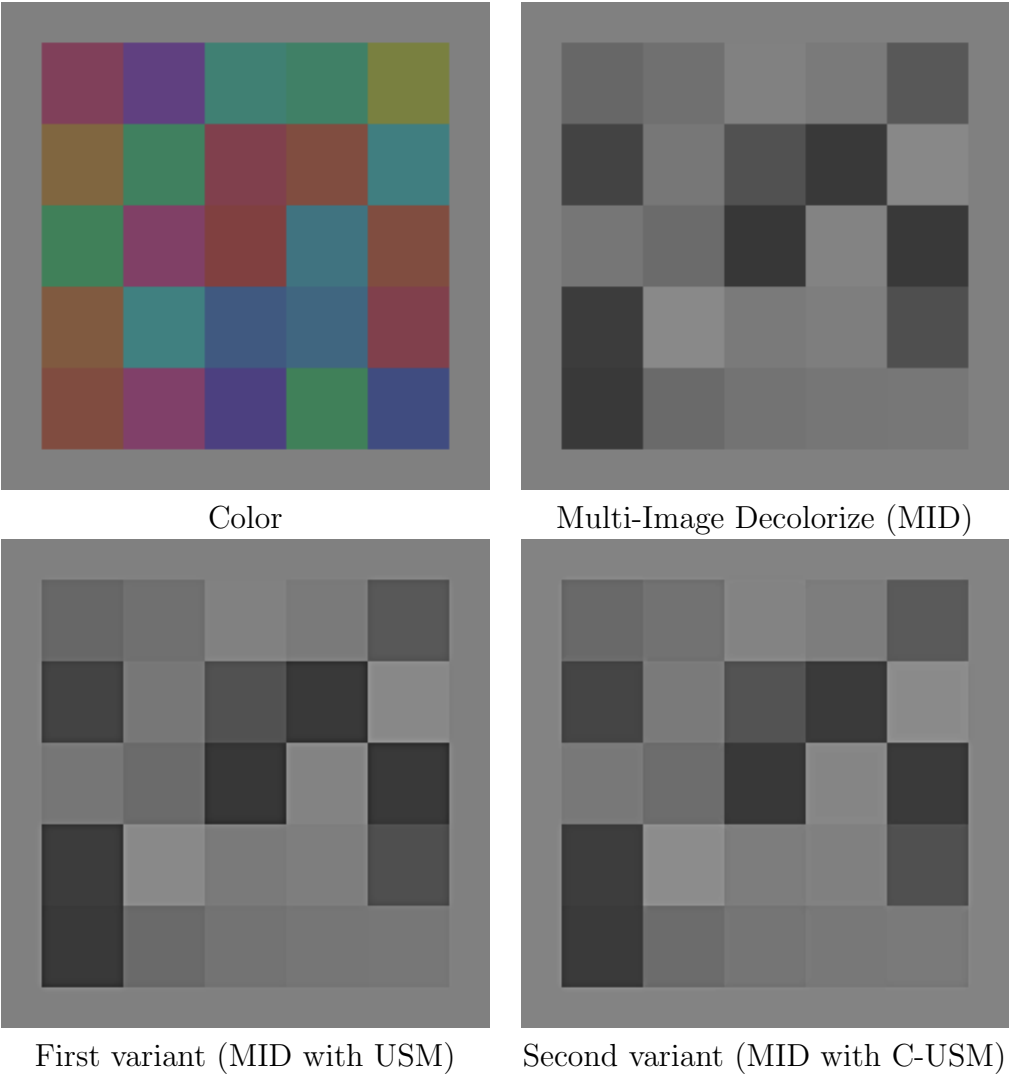 Color
Multi-Image Decolorize (MID)
First variant (MID with USM)
Second variant (MID with C-USM)